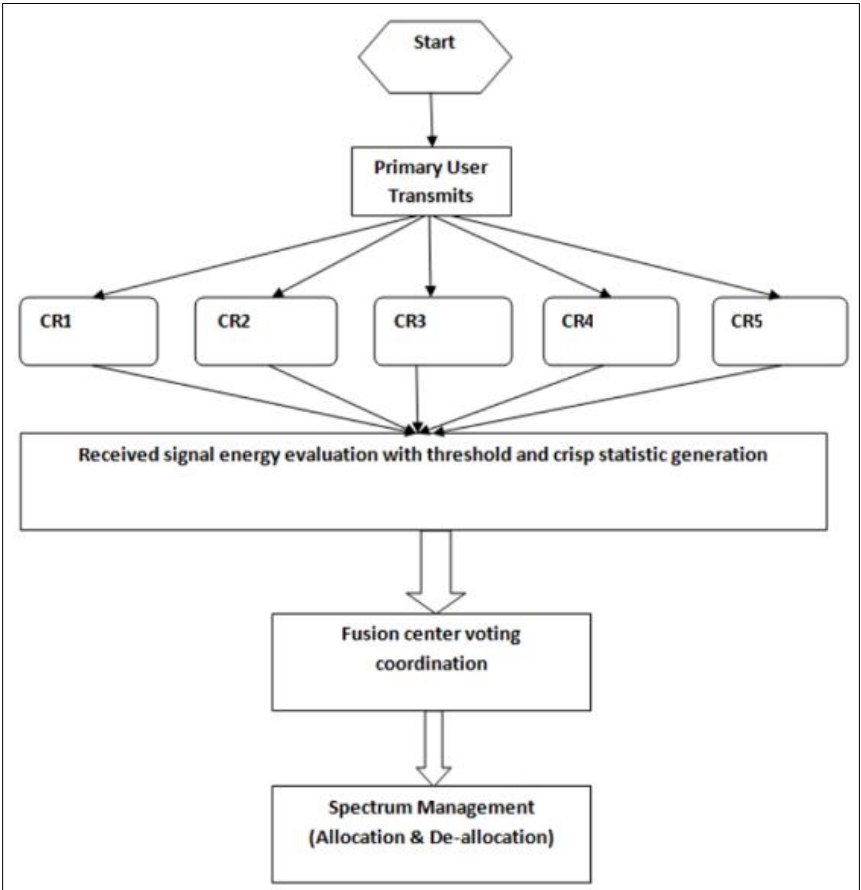 Start
Primary User
Transmits
CR1
CR2
CR3
CR4
CR5
Received signal energy evaluation with threshold and crisp statistic generation
Fusion center voting
coordination
Spectrum Management
(Allocation & De-allocation)